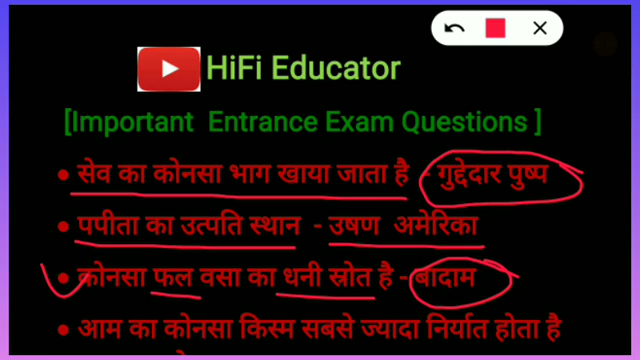 HiFi Educator
[Important Entrance Exam Questions ]
• सेव का कोनसा भाग खाया जाता है - गुद्देदार पुष्प
• पपीता का उत्पति स्थान - उषण अमेरिका
• कोनसा फल वसा का धनी स्रोत है - बादाम
• आम का कोनसा किस्म सबसे ज्यादा निर्यात होता है